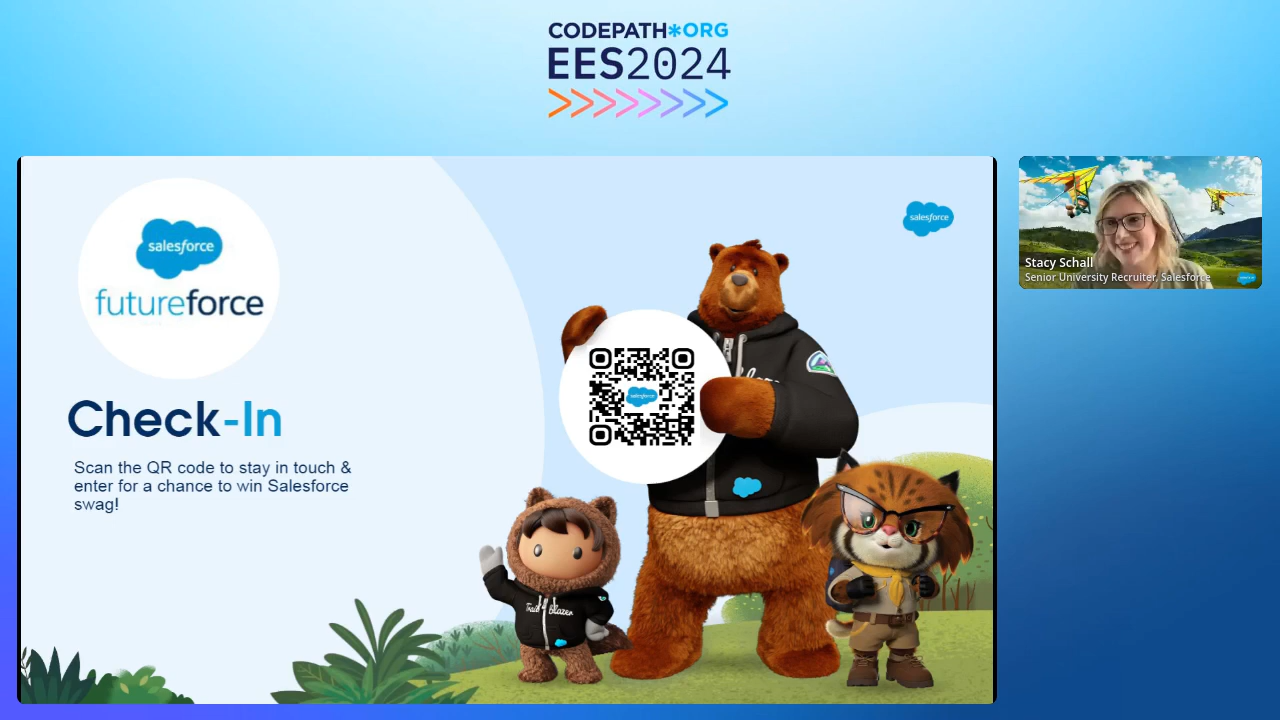 CODEPATH*ORG
EES2024
salesforce
futureforce
Check-In
Scan the QR code to stay in touch &
enter for a chance to win Salesforce
swag!
salesforce
salesforce
Trailblazer
Stacy Schall
Senior University Recruiter, Salesforce